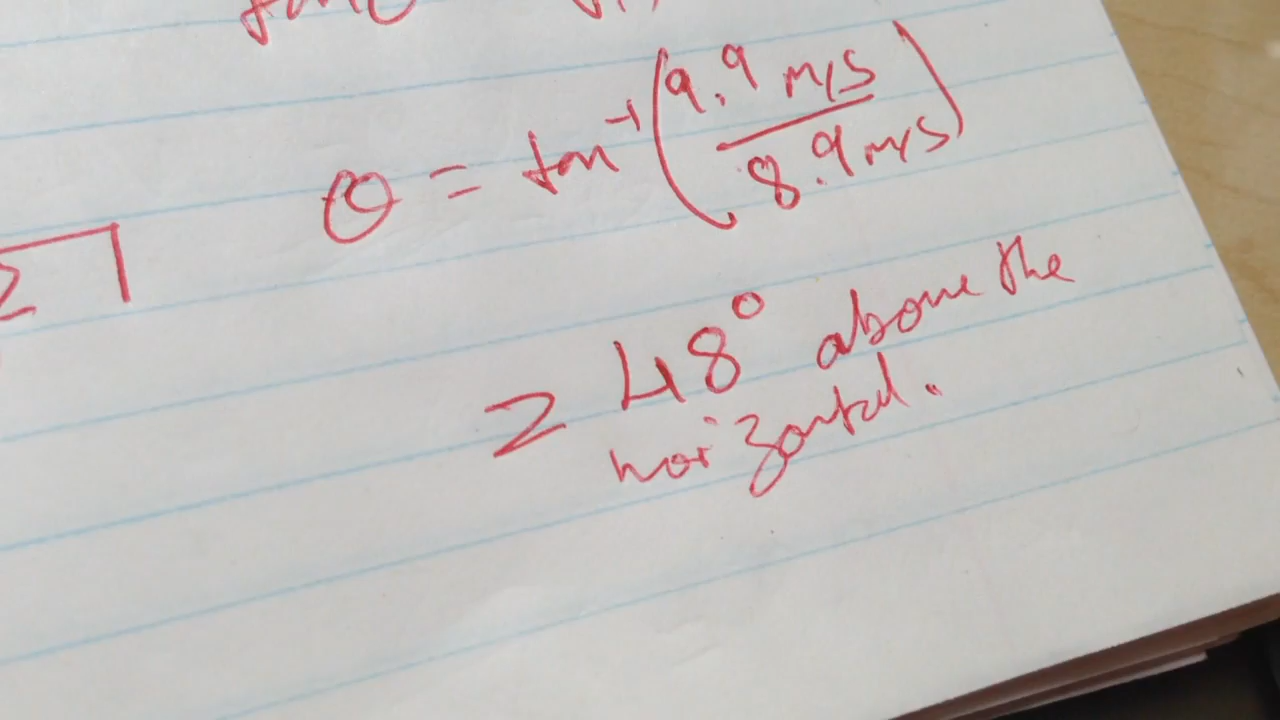 θ = tan⁻¹(9.9 m/s / 8.9 m/s)
= 48° above the
horizontal.